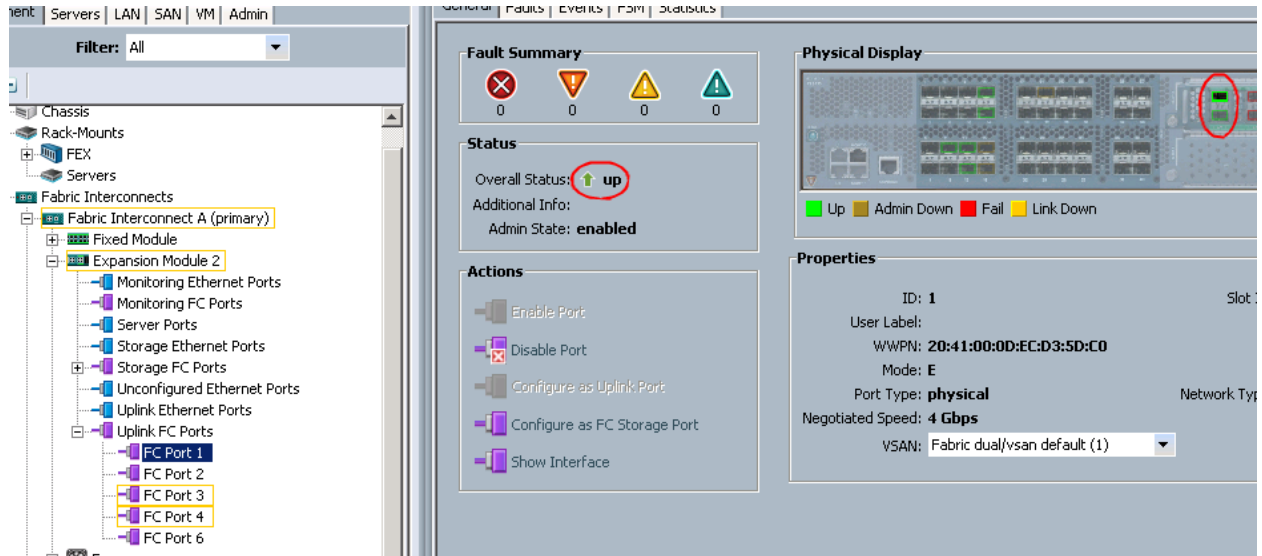 Servers LAN SAN VM Admin
General Faults Events FSM Statistics
Filter: All
Chassis
Rack-Mounts
FEX
Servers
Fabric Interconnects
Fabric Interconnect A (primary)
Fixed Module
Expansion Module 2
Monitoring Ethernet Ports
Monitoring FC Ports
Server Ports
Storage Ethernet Ports
Storage FC Ports
Unconfigured Ethernet Ports
Uplink Ethernet Ports
Uplink FC Ports
FC Port 1
FC Port 2
FC Port 3
FC Port 4
FC Port 6
Fault Summary
0 0 0 0
Status
Overall Status: up
Additional Info:
Admin State: enabled
Actions
Enable Port
Disable Port
Configure as Uplink Port
Configure as FC Storage Port
Show Interface
Physical Display
Up Admin Down Fail Link Down
Properties
ID: 1 Slot
User Label:
WWPN: 20:41:00:0D:EC:D3:5D:C0
Mode: E
Port Type: physical Network Typ
Negotiated Speed: 4 Gbps
VSAN: Fabric dual/vsan default (1)